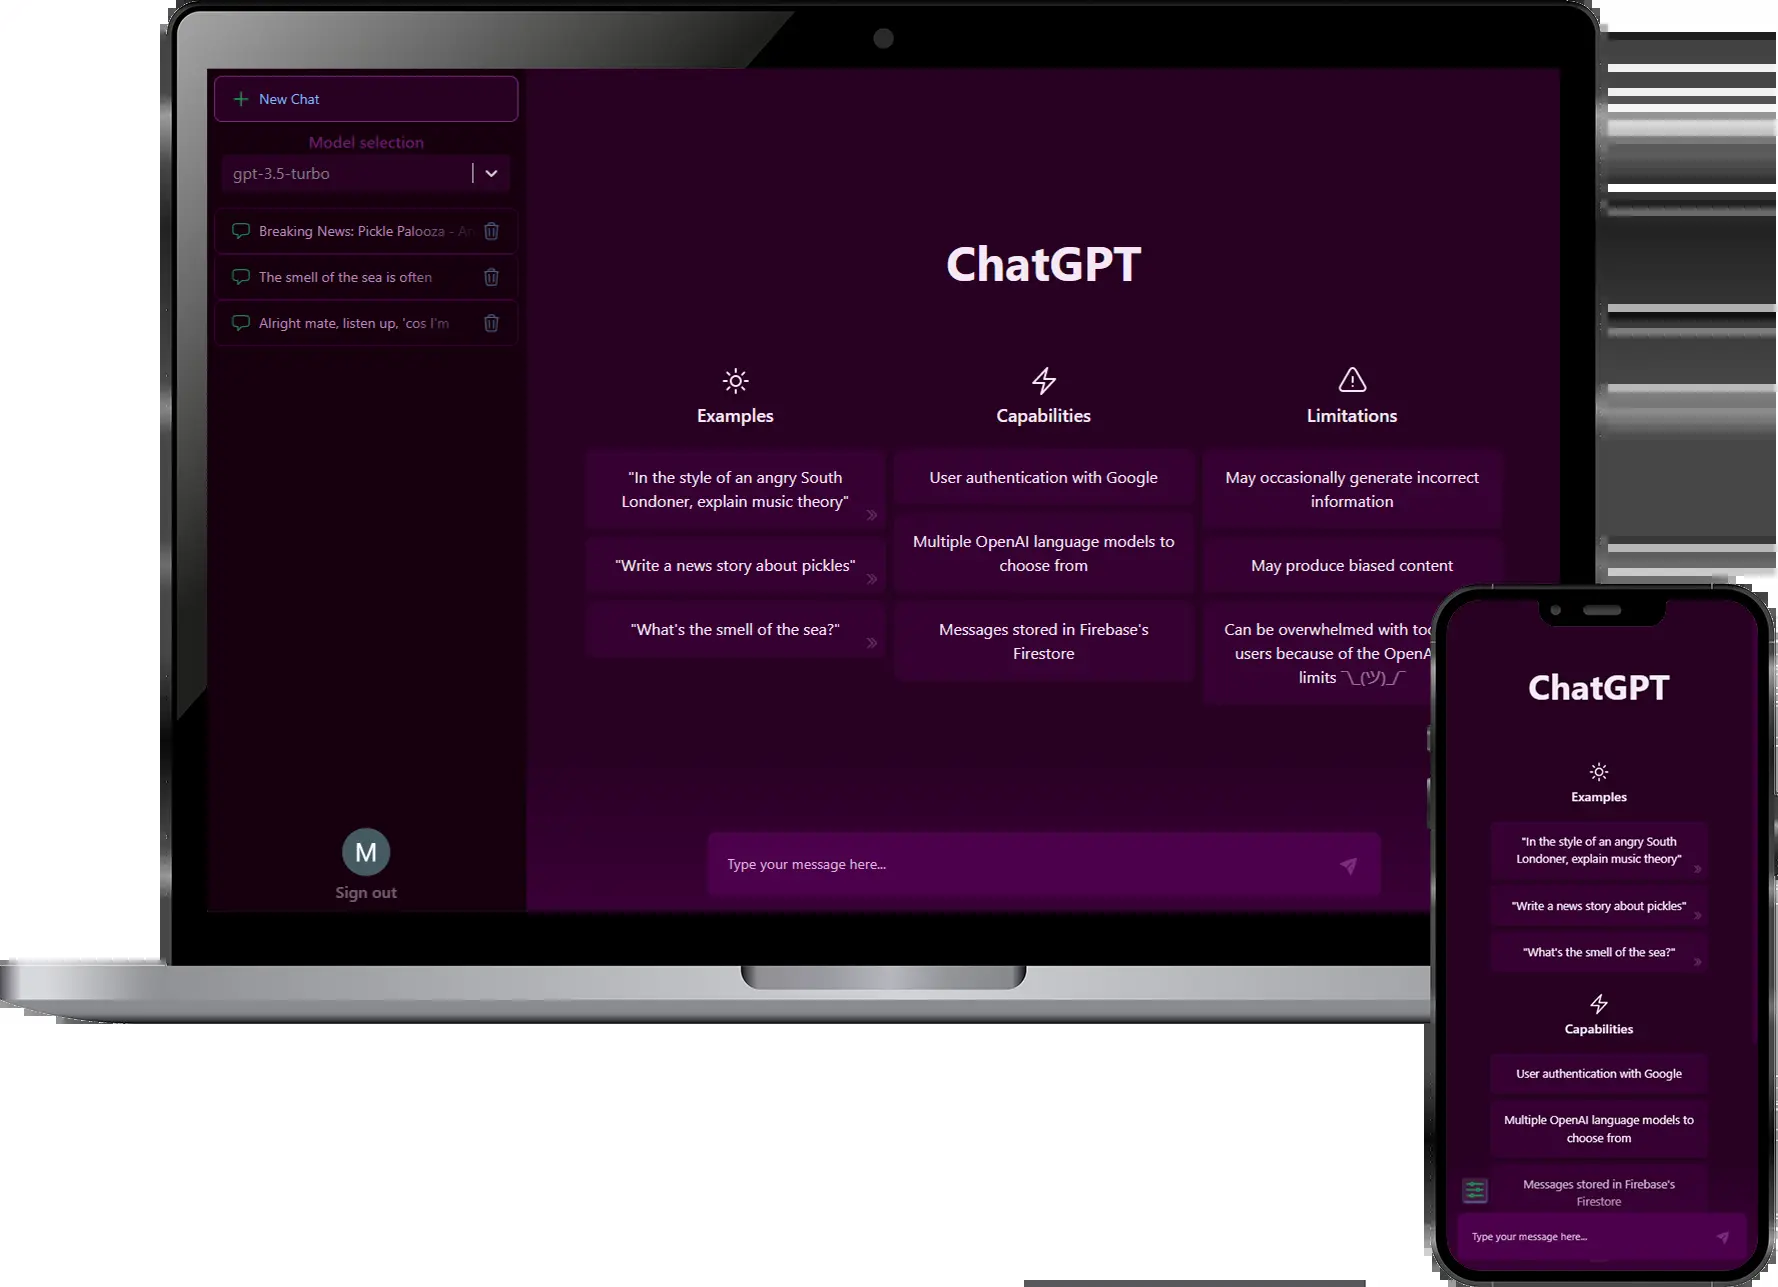 New Chat
Model selection
gpt-3.5-turbo
Breaking News: Pickle Palooza -
The smell of the sea is often
Alright mate, listen up, 'cos I'm
M
Sign out
ChatGPT
Examples
"In the style of an angry South
Londoner, explain music theory"
"Write a news story about pickles"
"What's the smell of the sea?"
Capabilities
User authentication with Google
Multiple OpenAI language models to
choose from
Messages stored in Firebase's
Firestore
Limitations
May occasionally generate incorrect
information
May produce biased content
Can be overwhelmed with
users because of the
limits ¯\_(ツ)_/¯
Type your message here...
ChatGPT
Examples
"In the style of an angry South
Londoner, explain music theory"
"Write a news story about pickles"
"What's the smell of the sea?"
Capabilities
User authentication with Google
Multiple OpenAI language models to
choose from
Messages stored in Firebase's
Firestore
Type your message here...